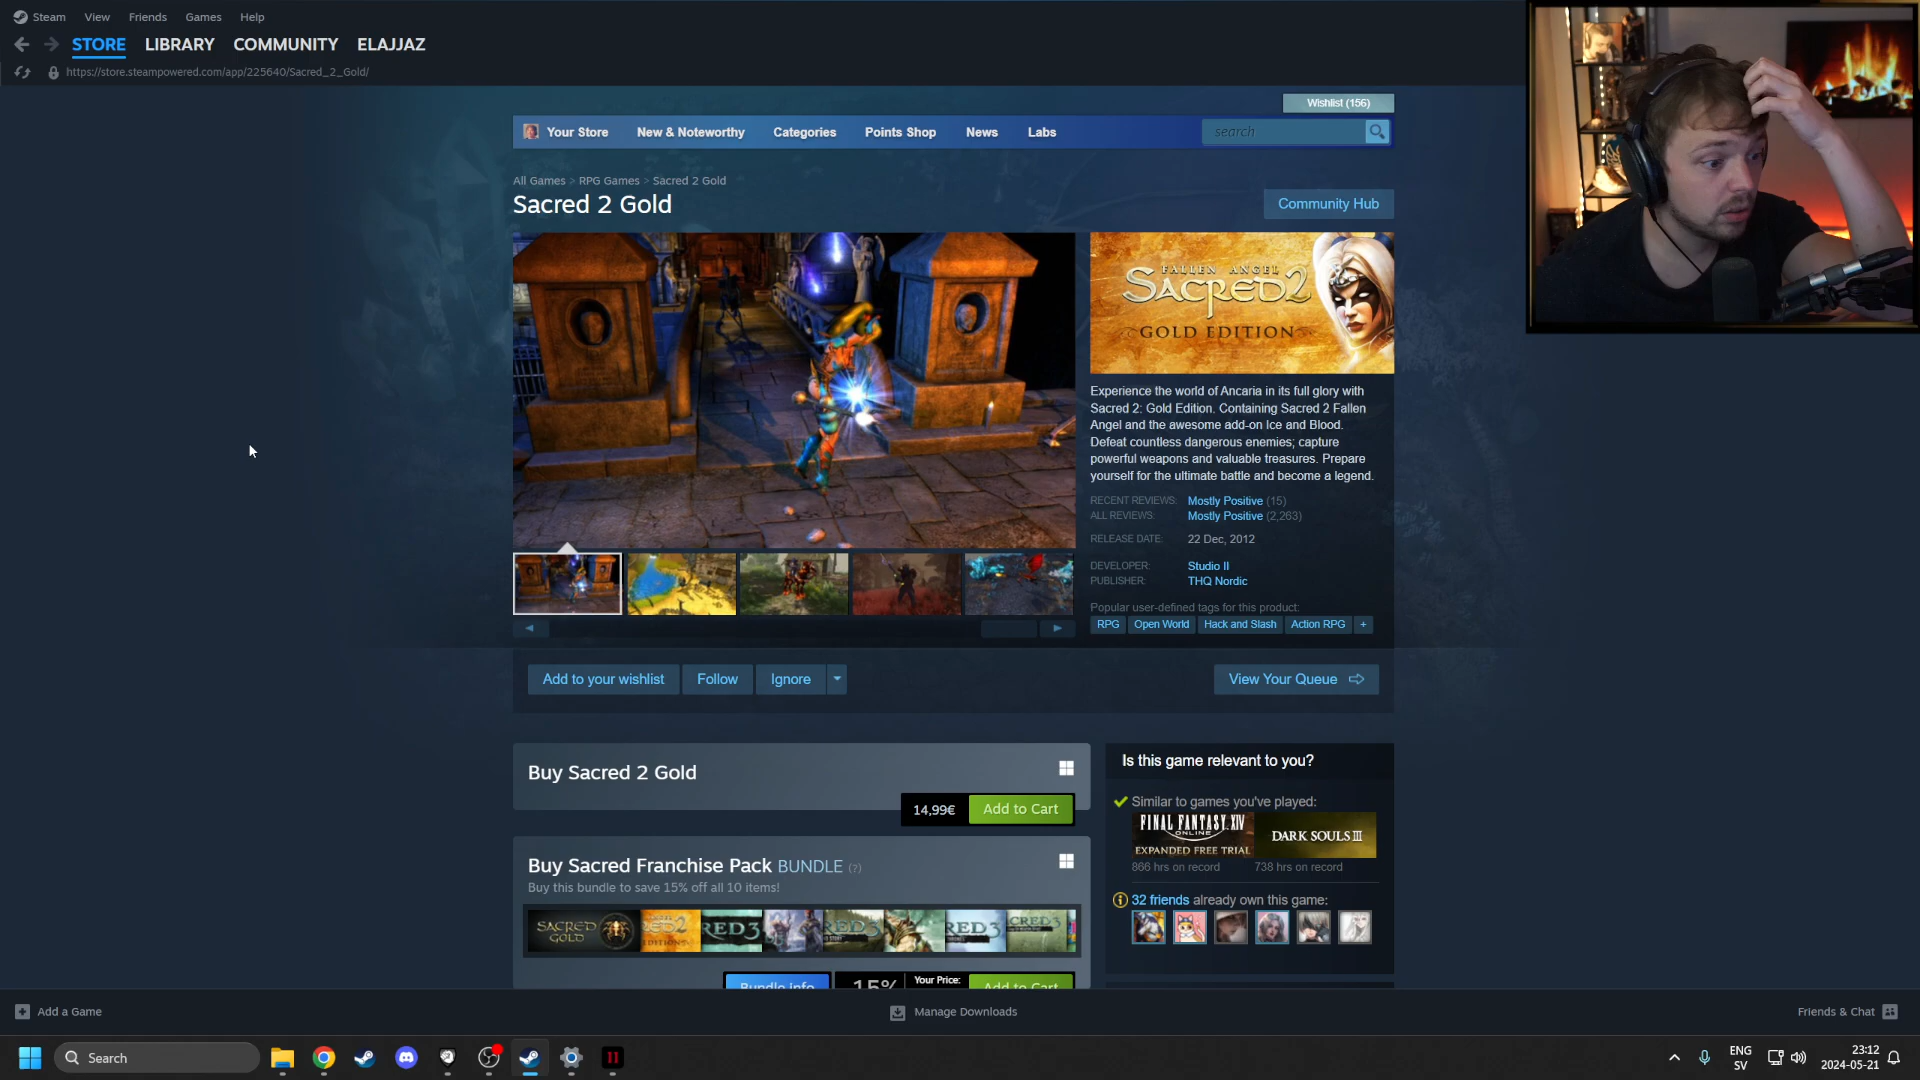 Steam View Friends Games Help
STORE LIBRARY COMMUNITY ELAJJAZ
https://store.steampowered.com/app/225640/Sacred_2_Gold/
Wishlist (156)
Your Store New & Noteworthy Categories Points Shop News Labs search
All Games > RPG Games > Sacred 2 Gold
Sacred 2 Gold
Community Hub
FALLEN ANGEL
SACRED 2
GOLD EDITION
Experience the world of Ancaria in its full glory with
Sacred 2: Gold Edition. Containing Sacred 2 Fallen
Angel and the awesome add-on Ice and Blood.
Defeat countless dangerous enemies; capture
powerful weapons and valuable treasures. Prepare
yourself for the ultimate battle and become a legend.
RECENT REVIEWS: Mostly Positive (15)
ALL REVIEWS: Mostly Positive (2,263)
RELEASE DATE: 22 Dec, 2012
DEVELOPER: Studio II
PUBLISHER: THQ Nordic
Popular user-defined tags for this product:
RPG Open World Hack and Slash Action RPG +
Add to your wishlist Follow Ignore View Your Queue
Buy Sacred 2 Gold
14,99€ Add to Cart
Is this game relevant to you?
Similar to games you've played:
FINAL FANTASY XIV
ONLINE
EXPANDED FREE TRIAL
DARK SOULS III
866 hrs on record 738 hrs on record
32 friends already own this game:
Buy Sacred Franchise Pack BUNDLE (?)
Buy this bundle to save 15% off all 10 items!
SACRED
GOLD
RED3
RED3
Bundle info 15% Your Price: Add to Cart
Add a Game Manage Downloads Friends & Chat
Search
ENG
SV
23:12
2024-05-21